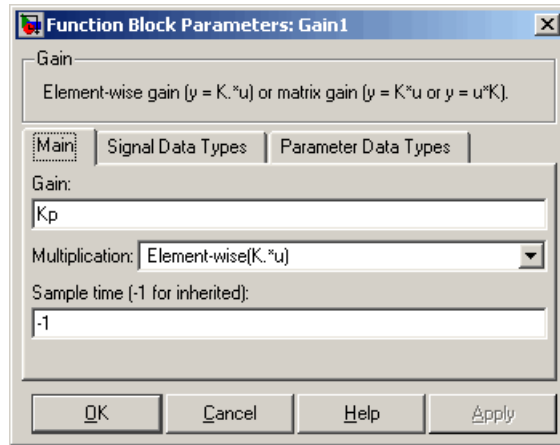 Function Block Parameters: Gain1
Gain
Element-wise gain (y = K.*u) or matrix gain (y = K*u or y = u*K).
Main Signal Data Types Parameter Data Types
Gain:
Kp
Multiplication: Element-wise(K.*u)
Sample time (-1 for inherited):
-1
OK Cancel Help Apply